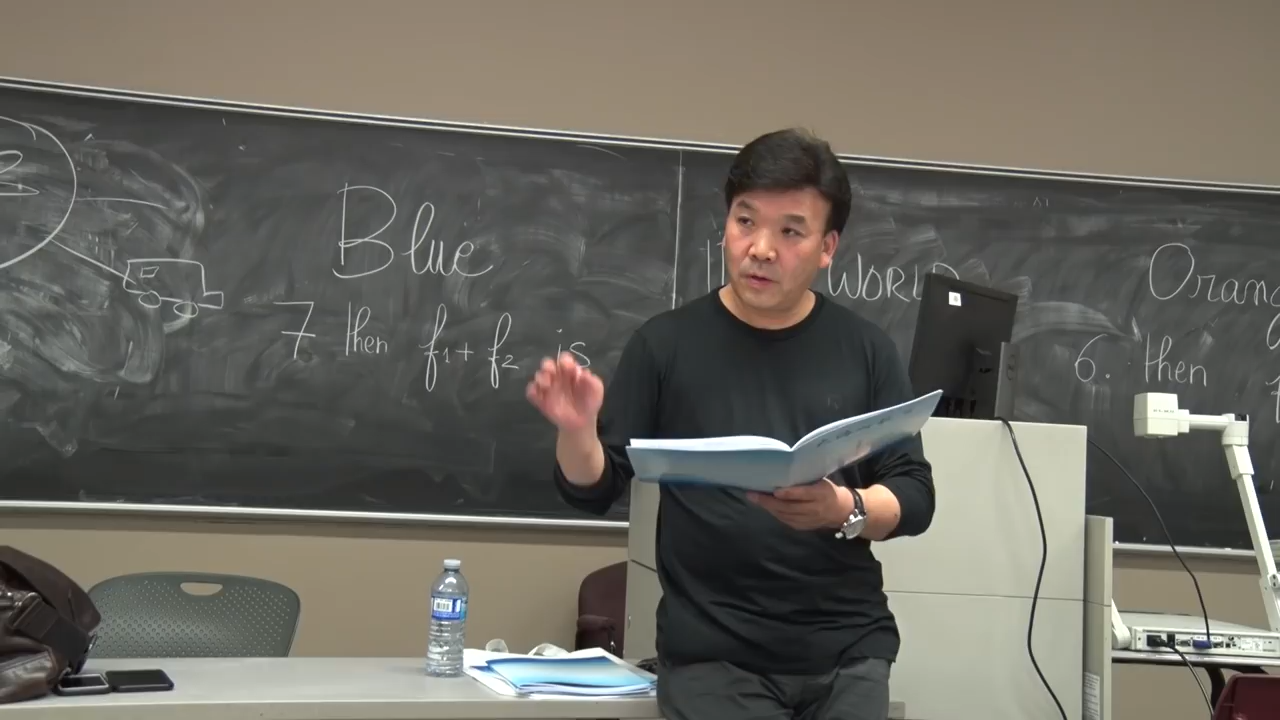 Blue
7 then f₁+ f₂ is
WORLD
Orang
6. then